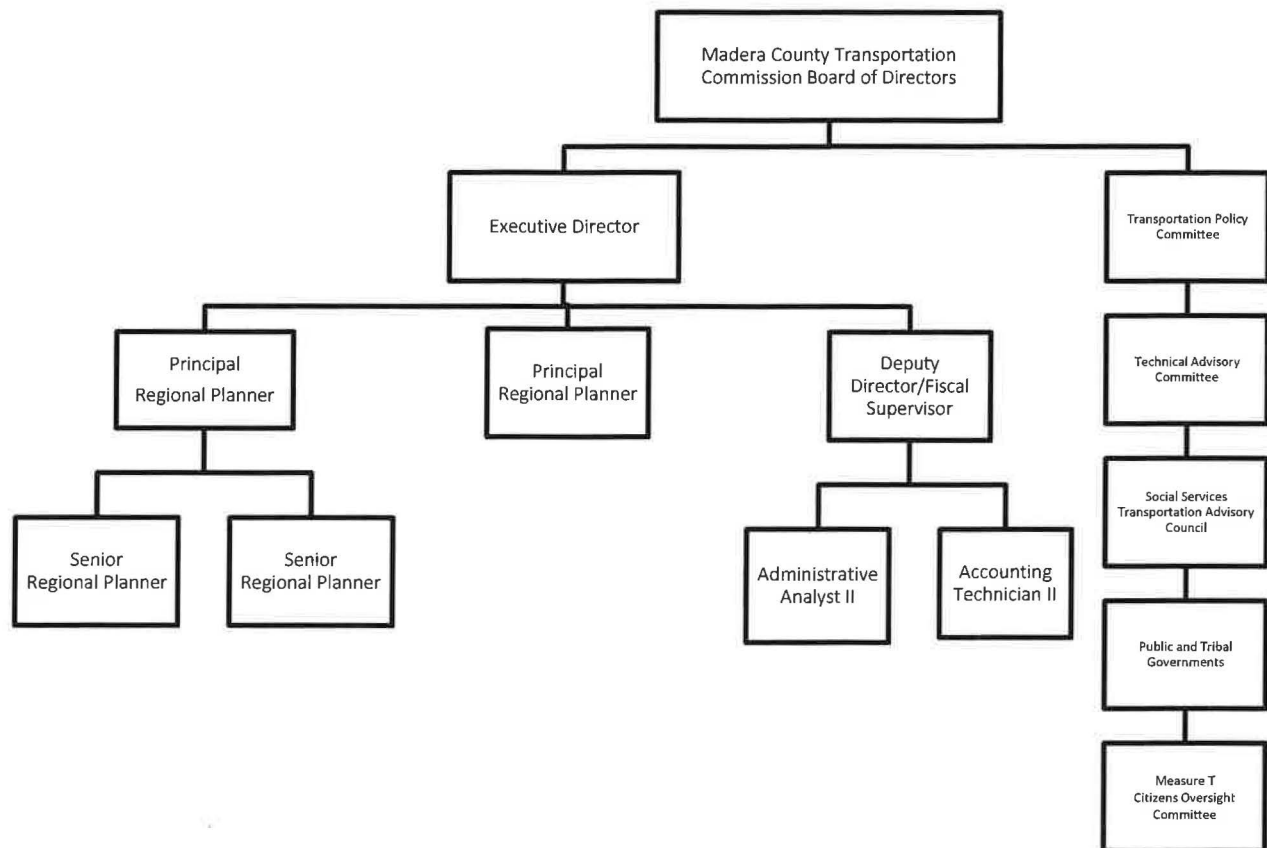 Madera County Transportation
Commission Board of Directors
Executive Director
Transportation Policy
Committee
Principal
Regional Planner
Principal
Regional Planner
Deputy
Director/Fiscal
Supervisor
Technical Advisory
Committee
Senior
Regional Planner
Senior
Regional Planner
Administrative
Analyst II
Accounting
Technician II
Social Services
Transportation Advisory
Council
Public and Tribal
Governments
Measure T
Citizens Oversight
Committee